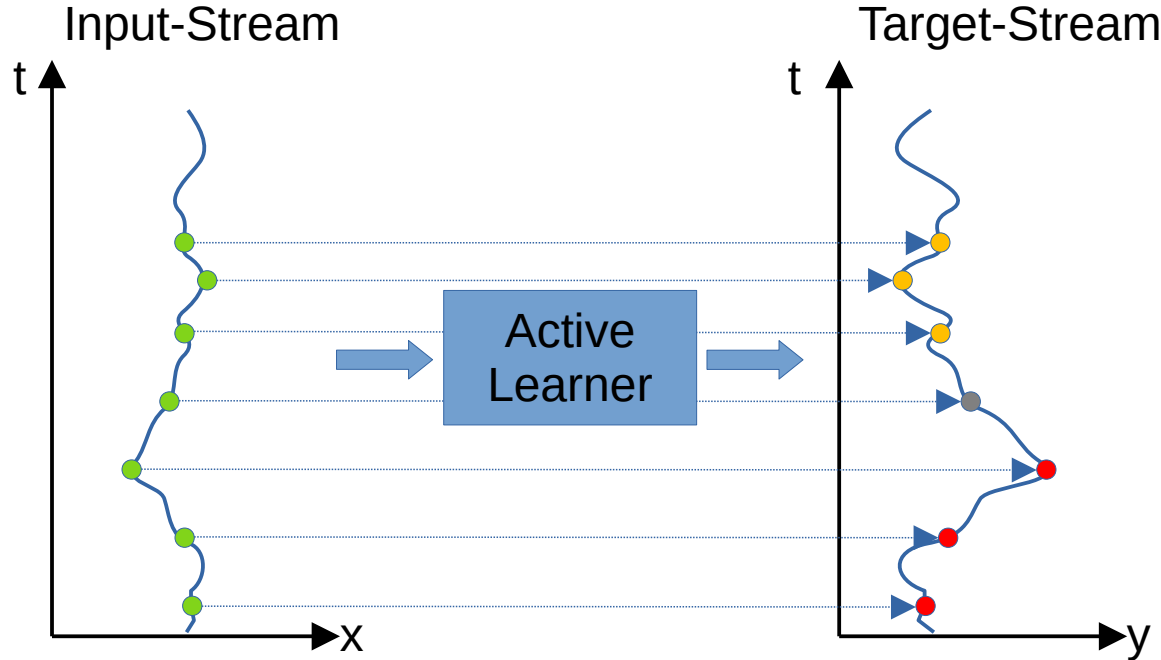 Input-Stream
Target-Stream
t
t
Active
Learner
x
y